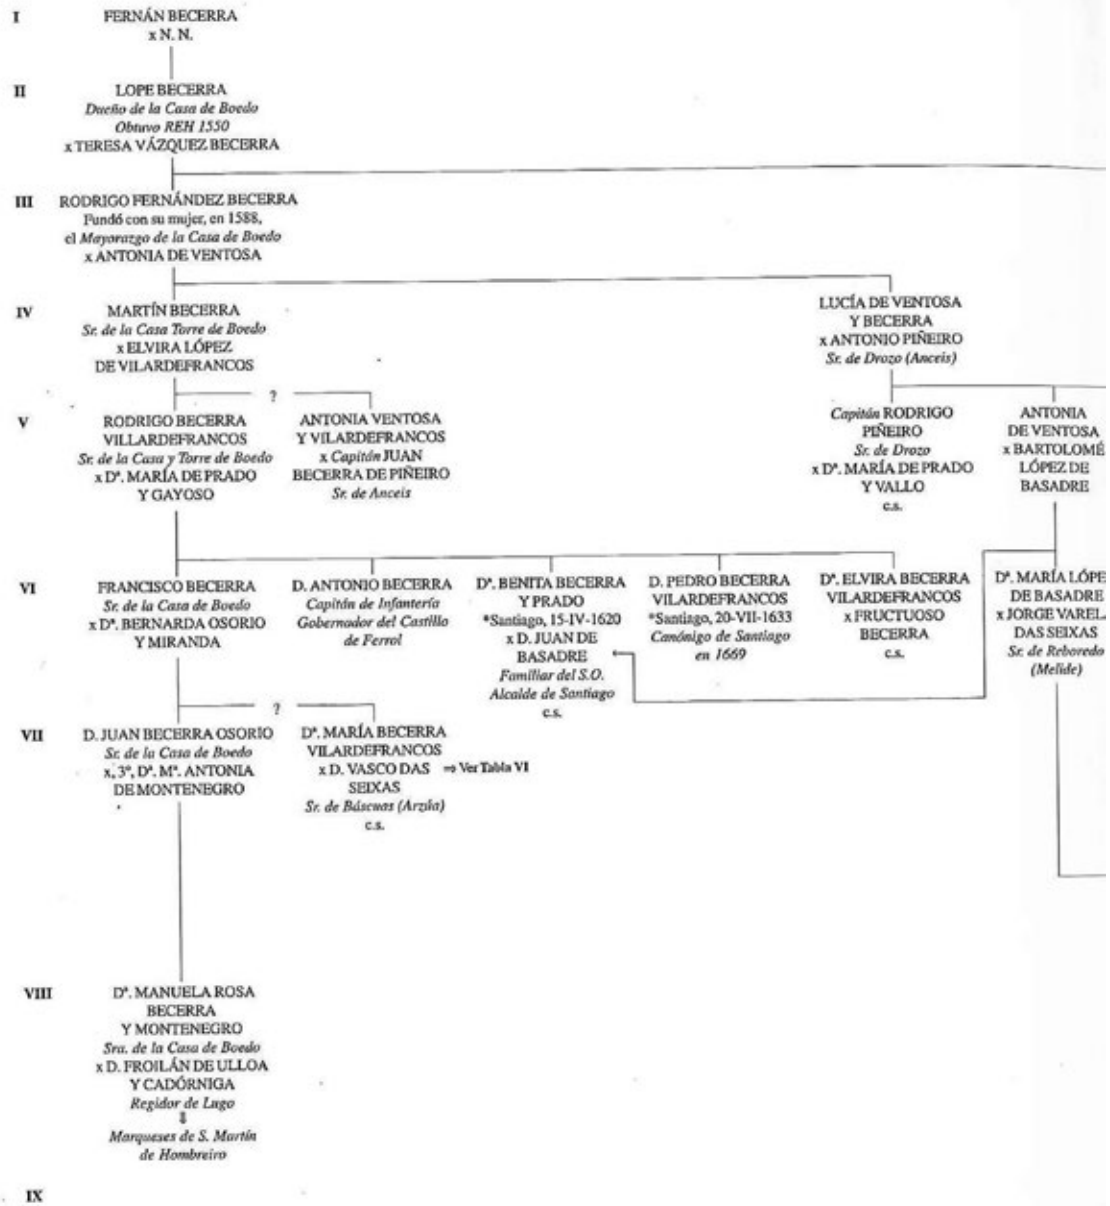 I
FERNÁN BECERRA
x N. N.
II
LOPE BECERRA
Dueño de la Casa de Boedo
Obtuvo REH 1550
x TERESA VÁZQUEZ BECERRA
III
RODRIGO FERNÁNDEZ BECERRA
Fundó con su mujer, en 1588,
el Mayorazgo de la Casa de Boedo
x ANTONIA DE VENTOSA
IV
MARTÍN BECERRA
Sr. de la Casa Torre de Boedo
x ELVIRA LÓPEZ
DE VILARDEFRANCOS
LUCÍA DE VENTOSA
Y BECERRA
x ANTONIO PIÑEIRO
Sr. de Drozo (Anceis)
?
V
RODRIGO BECERRA
VILLARDEFRANCOS
Sr. de la Casa y Torre de Boedo
x Dª. MARÍA DE PRADO
Y GAYOSO
ANTONIA VENTOSA
Y VILARDEFRANCOS
x Capitán JUAN
BECERRA DE PIÑEIRO
Sr. de Anceis
Capitán RODRIGO
PIÑEIRO
Sr. de Drozo
x Dª. MARÍA DE PRADO
Y VALLO
c.s.
ANTONIA
DE VENTOSA
x BARTOLOMÉ
LÓPEZ DE
BASADRE
VI
FRANCISCO BECERRA
Sr. de la Casa de Boedo
x Dª. BERNARDA OSORIO
Y MIRANDA
D. ANTONIO BECERRA
Capitán de Infantería
Gobernador del Castillo
de Ferrol
Dª. BENITA BECERRA
Y PRADO
*Santiago, 15-IV-1620
x D. JUAN DE
BASADRE
Familiar del S.O.
Alcalde de Santiago
c.s.
D. PEDRO BECERRA
VILARDEFRANCOS
*Santiago, 20-VII-1633
Canónigo de Santiago
en 1669
Dª. ELVIRA BECERRA
VILARDEFRANCOS
x FRUCTUOSO
BECERRA
c.s.
Dª. MARÍA LÓPE
DE BASADRE
x JORGE VARELA
DAS SEIXAS
Sr. de Reboredo
(Melide)
?
VII
D. JUAN BECERRA OSORIO
Sr. de la Casa de Boedo
x, 3º, Dª. Mª. ANTONIA
DE MONTENEGRO
Dª. MARÍA BECERRA
VILARDEFRANCOS
x D. VASCO DAS ⇒ Ver Tabla VI
SEIXAS
Sr. de Báscuas (Arzúa)
c.s.
VIII
Dª. MANUELA ROSA
BECERRA
Y MONTENEGRO
Sra. de la Casa de Boedo
x D. FROILÁN DE ULLOA
Y CADÓRNIGA
Regidor de Lugo
⇓
Marqueses de S. Martín
de Hombreiro
IX